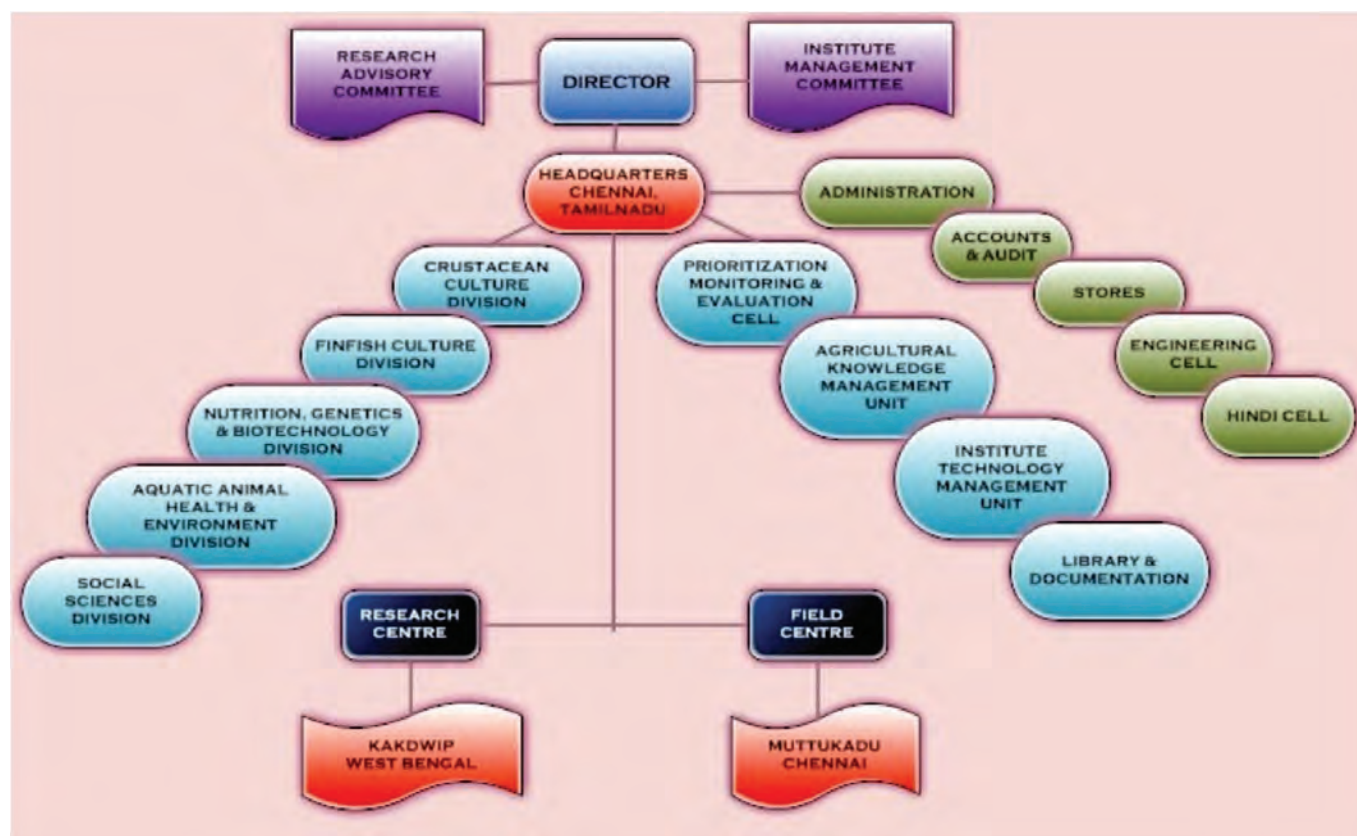 RESEARCH
ADVISORY
COMMITTEE
DIRECTOR
INSTITUTE
MANAGEMENT
COMMITTEE
HEADQUARTERS
CHENNAI,
TAMILNADU
ADMINISTRATION
ACCOUNTS
& AUDIT
STORES
ENGINEERING
CELL
HINDI CELL
CRUSTACEAN
CULTURE
DIVISION
FINFISH CULTURE
DIVISION
NUTRITION, GENETICS
& BIOTECHNOLOGY
DIVISION
AQUATIC ANIMAL
HEALTH &
ENVIRONMENT
DIVISION
SOCIAL
SCIENCES
DIVISION
PRIORITIZATION
MONITORING &
EVALUATION
CELL
AGRICULTURAL
KNOWLEDGE
MANAGEMENT
UNIT
INSTITUTE
TECHNOLOGY
MANAGEMENT
UNIT
LIBRARY &
DOCUMENTATION
RESEARCH
CENTRE
FIELD
CENTRE
KAKDWIP
WEST BENGAL
MUTTUKADU
CHENNAI